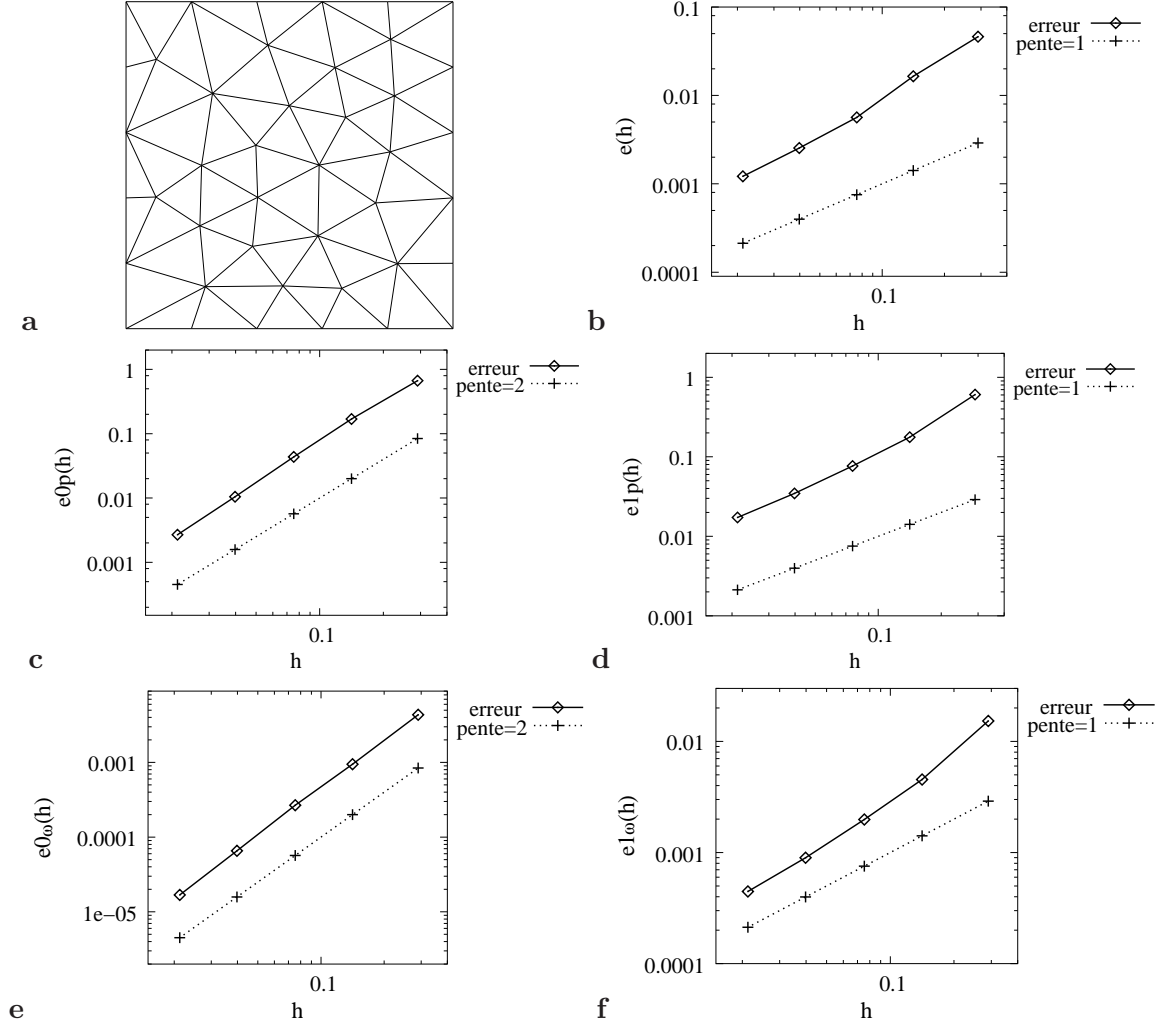 a
0.1
0.01
0.001
0.0001
e(h)
0.1
h
erreur
pente=1
b
1
0.1
0.01
0.001
e0p(h)
0.1
h
erreur
pente=2
c
1
0.1
0.01
0.001
e1p(h)
0.1
h
erreur
pente=1
d
0.001
0.0001
1e−05
e0ω(h)
0.1
h
erreur
pente=2
e
0.01
0.001
0.0001
e1ω(h)
0.1
h
erreur
pente=1
f